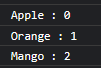 Apple : 0
Orange : 1
Mango : 2